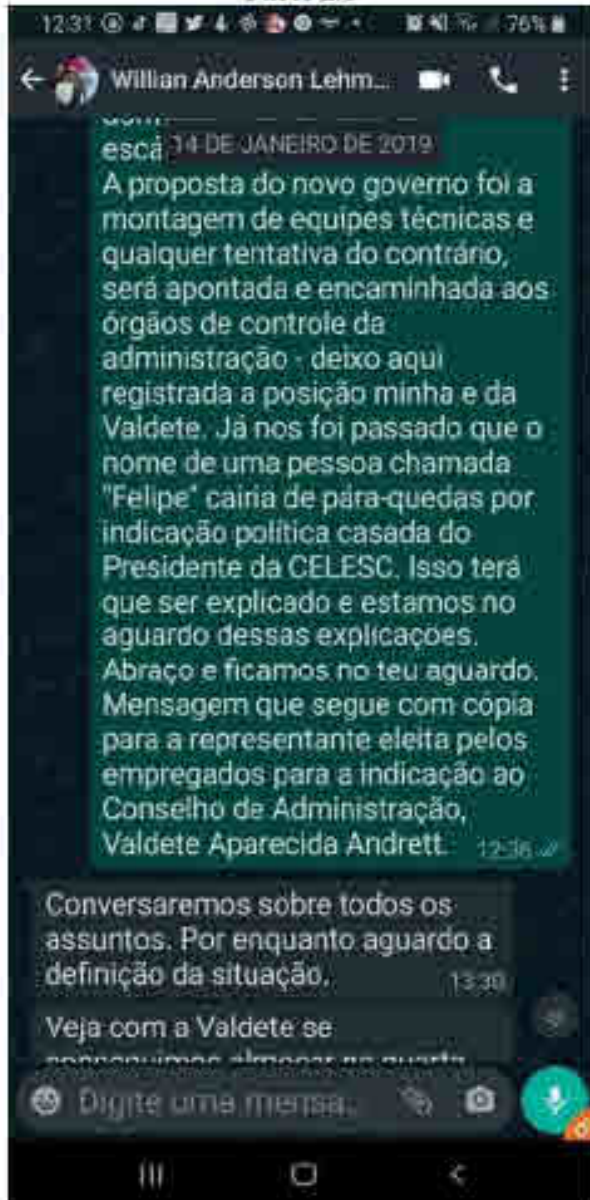 12:31 76%
Willian Anderson Lehm...
14 DE JANEIRO DE 2019
escá
A proposta do novo governo foi a
montagem de equipes técnicas e
qualquer tentativa do contrário,
será apontada e encaminhada aos
órgãos de controle da
administração - deixo aqui
registrada a posição minha e da
Valdete. Já nos foi passado que o
nome de uma pessoa chamada
"Felipe" cairia de pára-quedas por
indicação política casada do
Presidente da CELESC. Isso terá
que ser explicado e estamos no
aguardo dessas explicações.
Abraço e ficamos no teu aguardo.
Mensagem que segue com cópia
para a representante eleita pelos
empregados para a indicação ao
Conselho de Administração,
Valdete Aparecida Andrett.
12:36
Conversaremos sobre todos os
assuntos. Por enquanto aguardo a
definição da situação.
13:30
Veja com a Valdete se
conseguimos almoçar na quarta
Digite uma mensa...